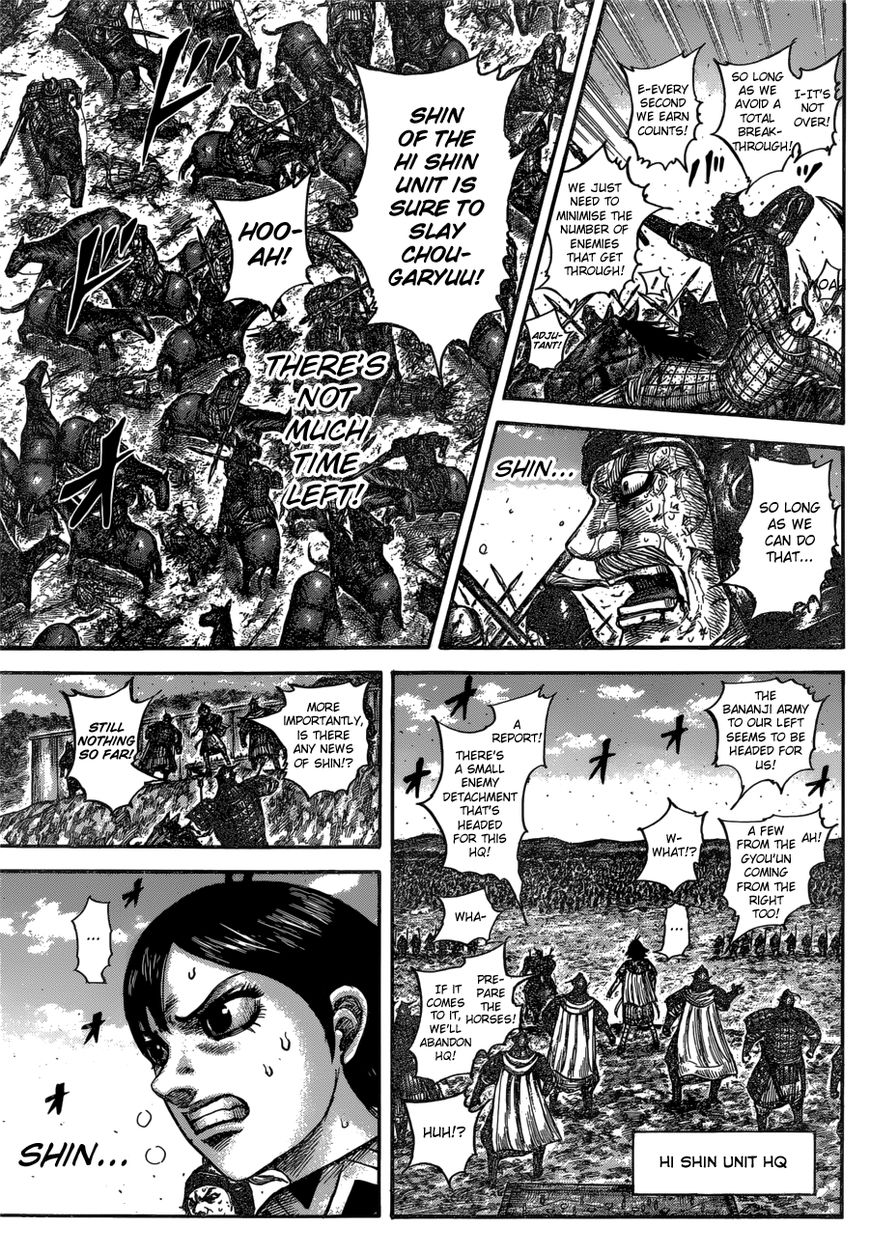 I-IT'S
NOT
OVER!
SO LONG
AS WE
AVOID A
TOTAL
BREAK-
THROUGH!
E-EVERY
SECOND
WE EARN
COUNTS!
WE JUST
NEED TO
MINIMISE THE
NUMBER OF
ENEMIES
THAT GET
THROUGH!
!
ADJU-
TANT!
SO LONG
AS WE
CAN DO
THAT...
SHIN...
SHIN
OF THE
HI SHIN
UNIT IS
SURE TO
SLAY
CHOU-
GARYUU!
HOO-
AH!
ドドオ
THERE'S
NOT
MUCH
TIME
LEFT!
THE
BANANJI ARMY
TO OUR LEFT
SEEMS TO BE
HEADED FOR
US!
AH!
A FEW
FROM THE
GYOU'UN
COMING
FROM THE
RIGHT
TOO!
W-
WHAT!?
...
A
REPORT!
THERE'S
A SMALL
ENEMY
DETACHMENT
THAT'S
HEADED
FOR THIS
HQ!
WHA-
PRE-
PARE
THE
HORSES!
IF IT
COMES
TO IT,
WE'LL
ABANDON
HQ!
HUH!?
HI SHIN UNIT HQ
MORE
IMPORTANTLY,
IS THERE
ANY NEWS
OF SHIN!?
STILL
NOTHING
SO FAR!
...
SHIN...